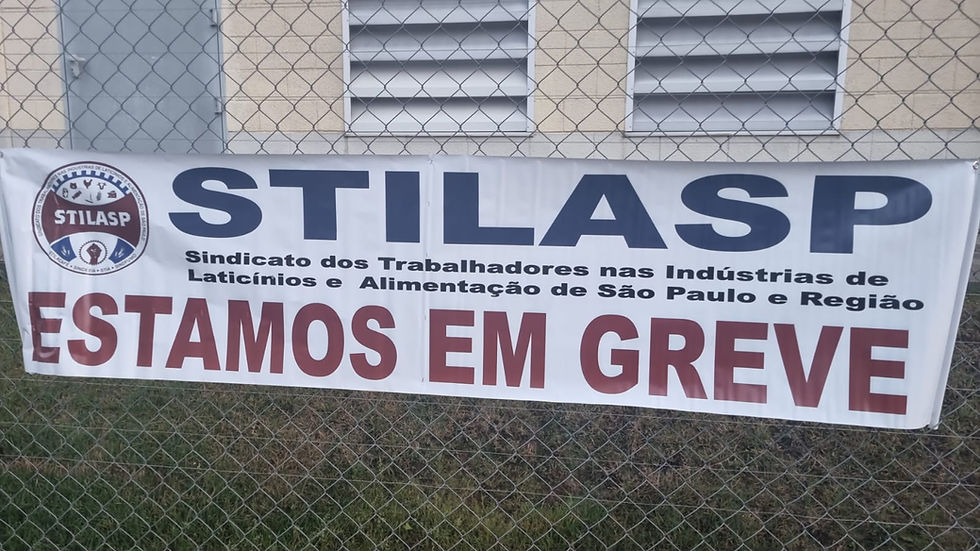 STILASP
STILASP
Sindicato dos Trabalhadores nas Indústrias de
Laticínios e Alimentação de São Paulo e Região
ESTAMOS EM GREVE